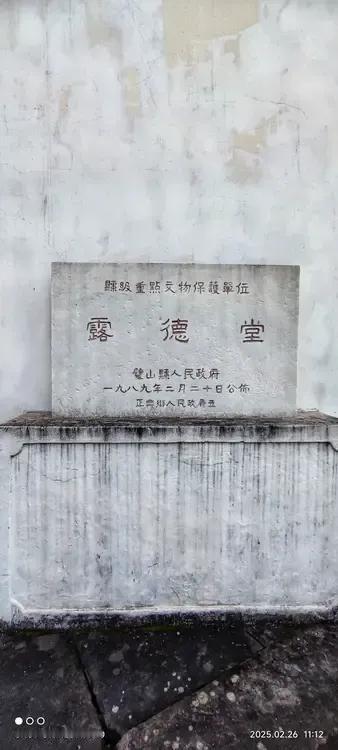 縣級重點文物保護單位
露德堂
璧山縣人民政府
一九八九年二月二十日公佈
正興鄉人民政府立
2025.02.26 11:12